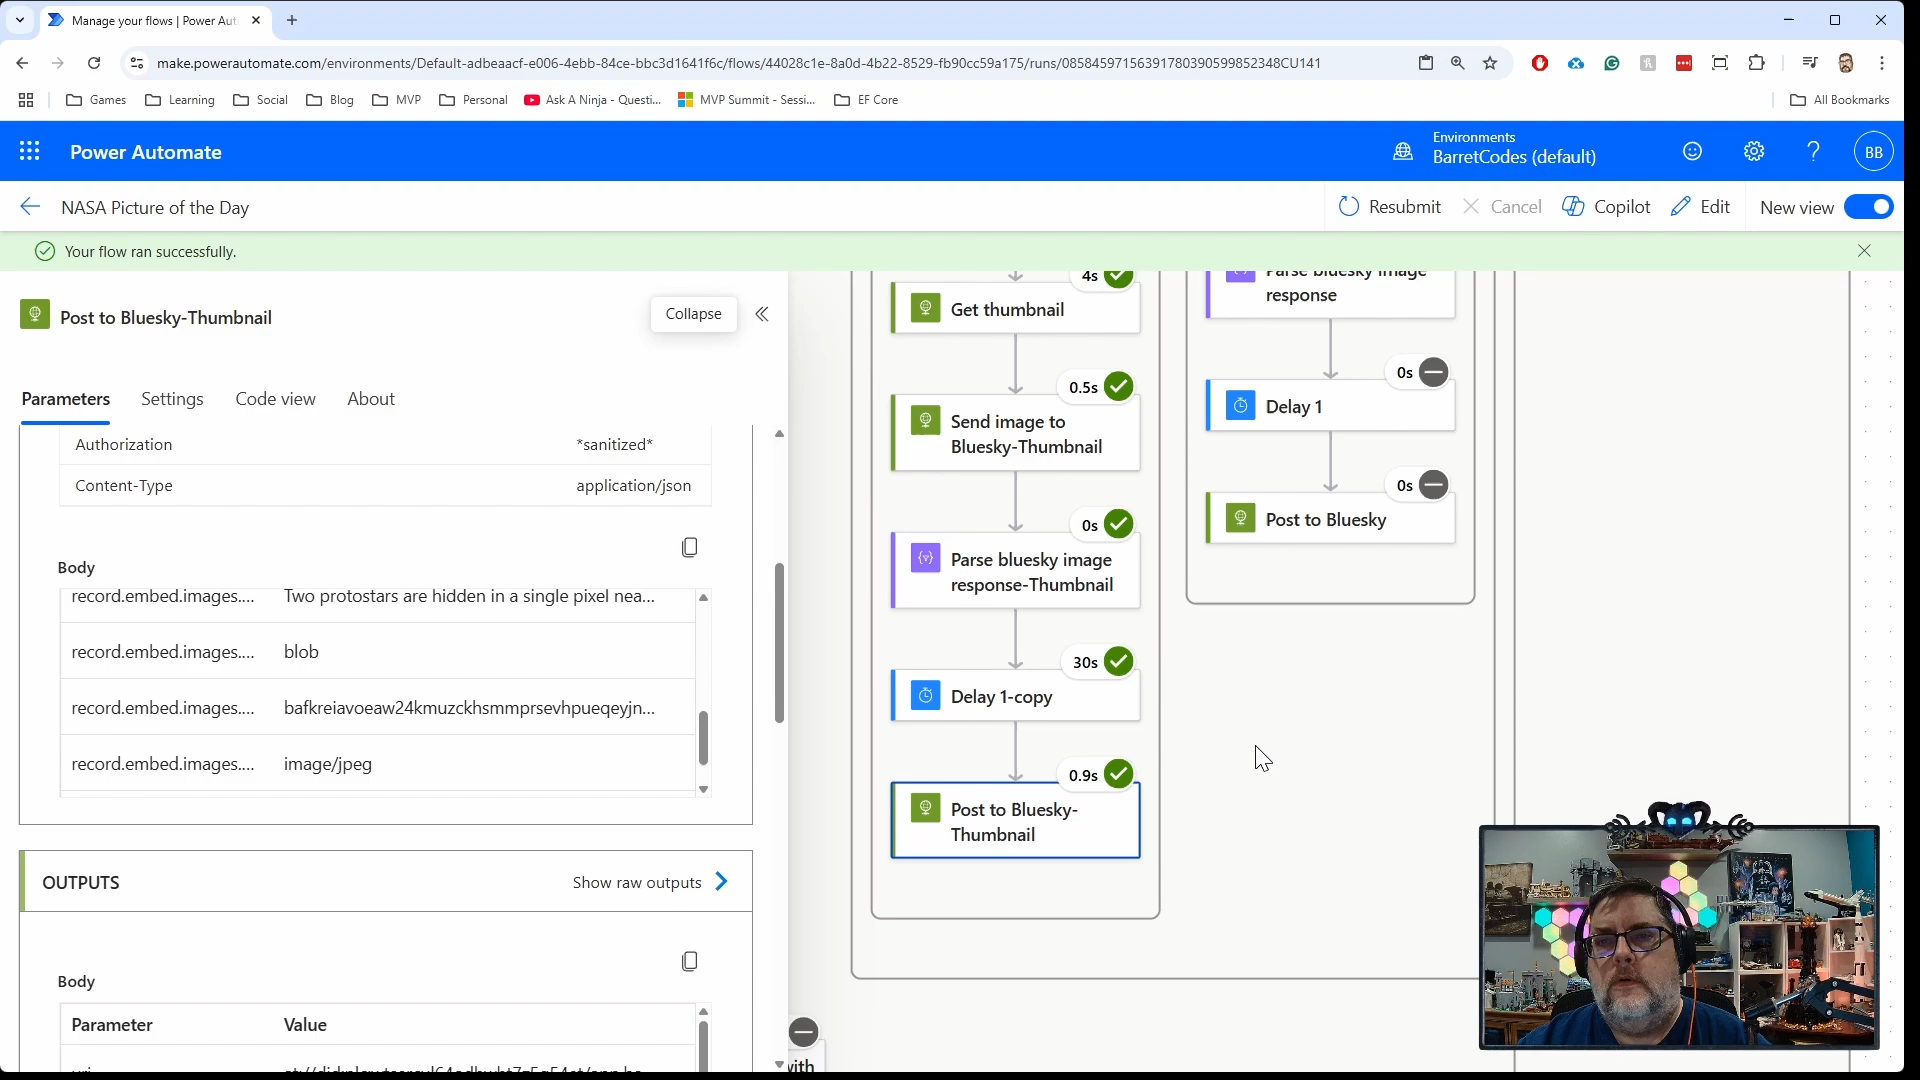 Manage your flows | Power Aut
make.powerautomate.com/environments/Default-adbeaacf-e006-4ebb-84ce-bbc3d1641f6c/flows/44028c1e-8a0d-4b22-8529-fb90cc59a175/runs/08584597156391780390599852348CU141
Games
Learning
Social
Blog
MVP
Personal
Ask A Ninja - Questi...
MVP Summit - Sessi...
EF Core
All Bookmarks
Power Automate
Environments
BarretCodes (default)
BB
NASA Picture of the Day
Resubmit
Cancel
Copilot
Edit
New view
Your flow ran successfully.
Post to Bluesky-Thumbnail
Collapse
Parameters
Settings
Code view
About
Authorization
*sanitized*
Content-Type
application/json
Body
record.embed.images.... Two protostars are hidden in a single pixel nea...
record.embed.images.... blob
record.embed.images.... bafkreiavoeaw24kmuzckhsmmprsevhpueqeyjn...
record.embed.images.... image/jpeg
OUTPUTS
Show raw outputs
Body
Parameter
Value
4s
Get thumbnail
0.5s
Send image to
Bluesky-Thumbnail
0s
Parse bluesky image
response-Thumbnail
30s
Delay 1-copy
0.9s
Post to Bluesky-
Thumbnail
Parse bluesky image
response
0s
Delay 1
0s
Post to Bluesky
with